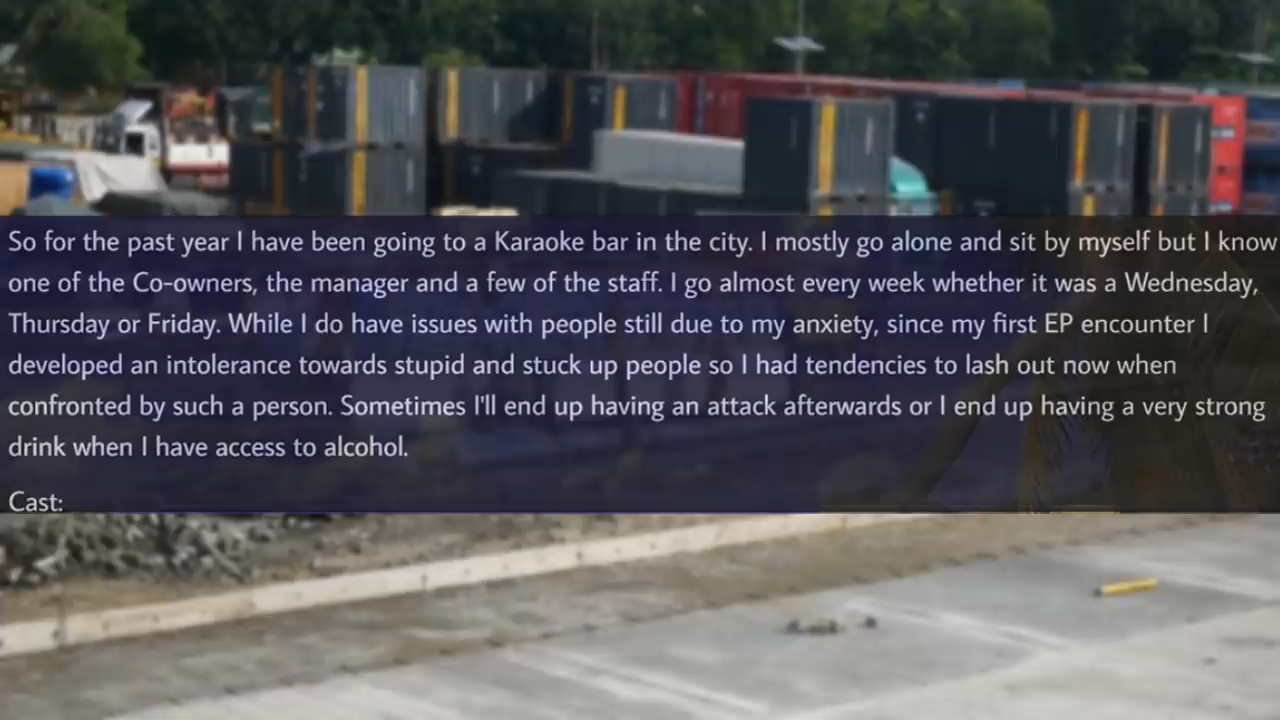 So for the past year I have been going to a Karaoke bar in the city. I mostly go alone and sit by myself but I know
one of the Co-owners, the manager and a few of the staff. I go almost every week whether it was a Wednesday,
Thursday or Friday. While I do have issues with people still due to my anxiety, since my first EP encounter I
developed an intolerance towards stupid and stuck up people so I had tendencies to lash out now when
confronted by such a person. Sometimes I'll end up having an attack afterwards or I end up having a very strong
drink when I have access to alcohol.
Cast: